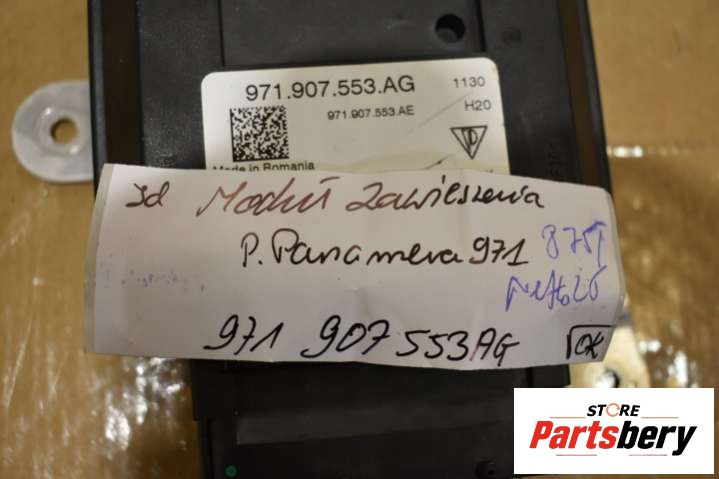 971.907.553.AG 1130
971.907.553.AE H20
Made in Romania
Moduł Zawieszenia
P. Panamera 971
971 907 553AG OK
STORE
Partsbery